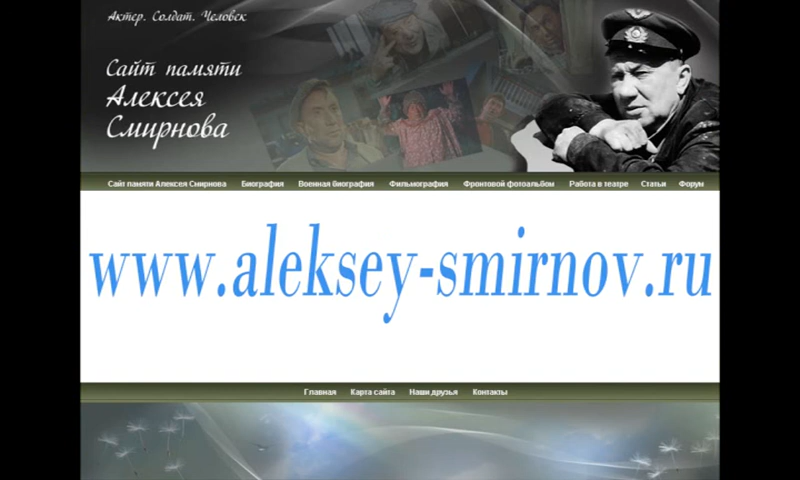 Актер. Солдат. Человек
Сайт памяти
Алексея
Смирнова
Сайт памяти Алексея Смирнова Биография Военная биография Фильмография Фронтовой фотоальбом Работа в театре Статьи Форум
www.aleksey-smirnov.ru
Главная Карта сайта Наши друзья Контакты